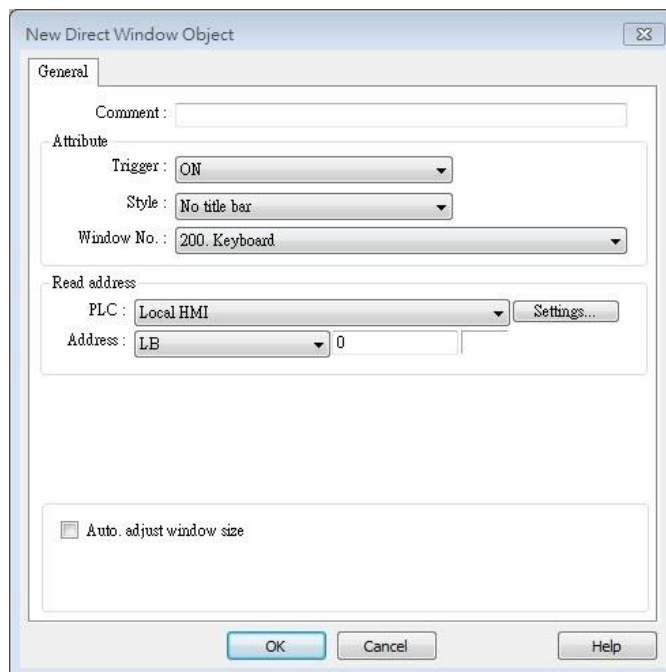 New Direct Window Object
General
Comment :
Attribute
Trigger : ON
Style : No title bar
Window No. : 200. Keyboard
Read address
PLC : Local HMI Settings...
Address : LB 0
Auto. adjust window size
OK Cancel Help